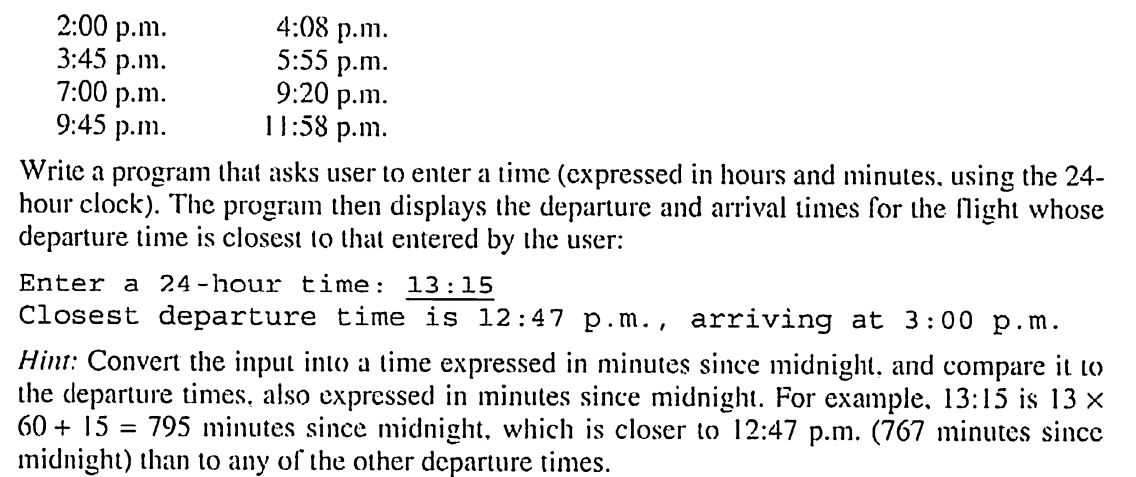 2:00 p.m. 4:08 p.m.
3:45 p.m. 5:55 p.m.
7:00 p.m. 9:20 p.m.
9:45 p.m. 11:58 p.m.
Write a program that asks user to enter a time (expressed in hours and minutes, using the 24-
hour clock). The program then displays the departure and arrival times for the flight whose
departure time is closest to that entered by the user:
Enter a 24-hour time: 13:15
Closest departure time is 12:47 p.m., arriving at 3:00 p.m.
Hint: Convert the input into a time expressed in minutes since midnight, and compare it to
the departure times, also expressed in minutes since midnight. For example, 13:15 is 13 ×
60 + 15 = 795 minutes since midnight, which is closer to 12:47 p.m. (767 minutes since
midnight) than to any of the other departure times.